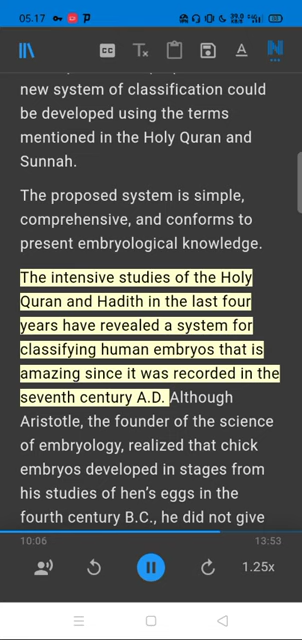 05.17
new system of classification could
be developed using the terms
mentioned in the Holy Quran and
Sunnah.
The proposed system is simple,
comprehensive, and conforms to
present embryological knowledge.
The intensive studies of the Holy
Quran and Hadith in the last four
years have revealed a system for
classifying human embryos that is
amazing since it was recorded in the
seventh century A.D. Although
Aristotle, the founder of the science
of embryology, realized that chick
embryos developed in stages from
his studies of hen's eggs in the
fourth century B.C., he did not give
10:06
13:53
1.25x